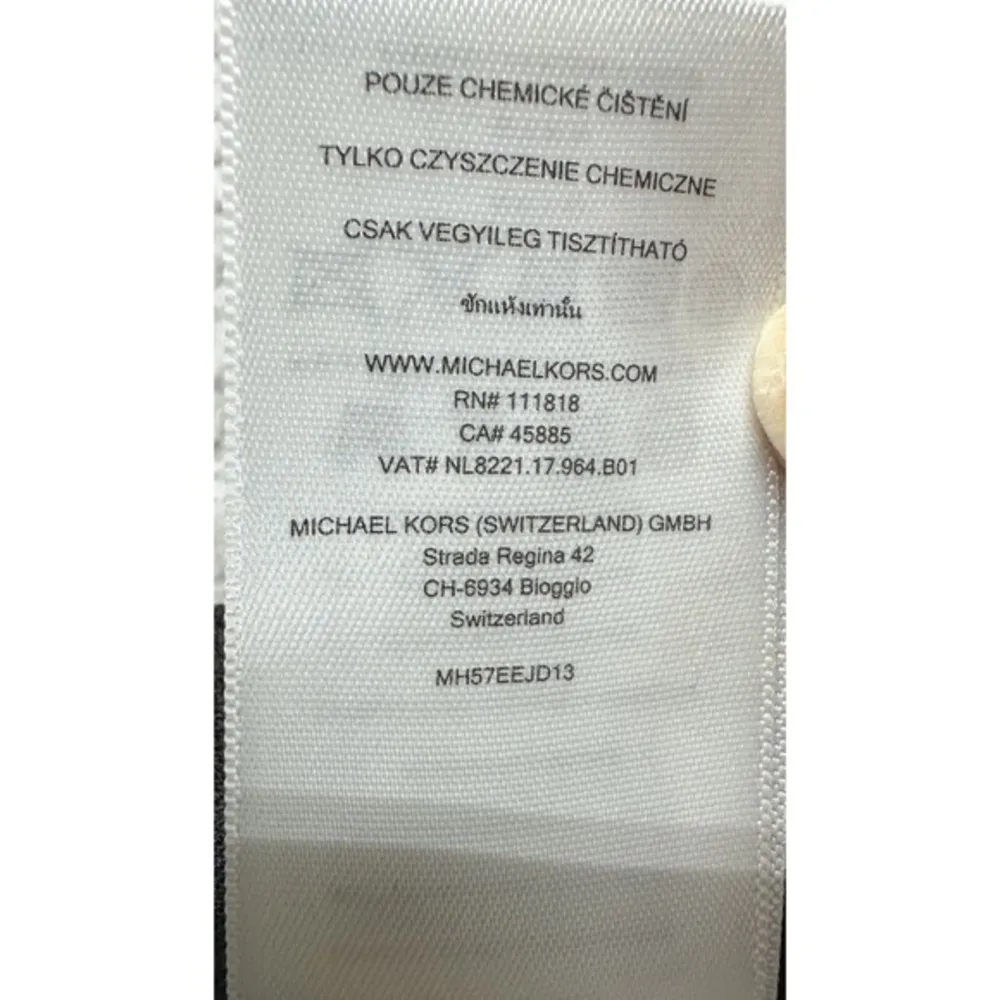 POUZE CHEMICKÉ ČIŠTĚNÍ
TYLKO CZYSZCZENIE CHEMICZNE
CSAK VEGYILEG TISZTÍTHATÓ
ซักแห้งเท่านั้น
WWW.MICHAELKORS.COM
RN# 111818
CA# 45885
VAT# NL8221.17.964.B01
MICHAEL KORS (SWITZERLAND) GMBH
Strada Regina 42
CH-6934 Bioggio
Switzerland
MH57EEJD13